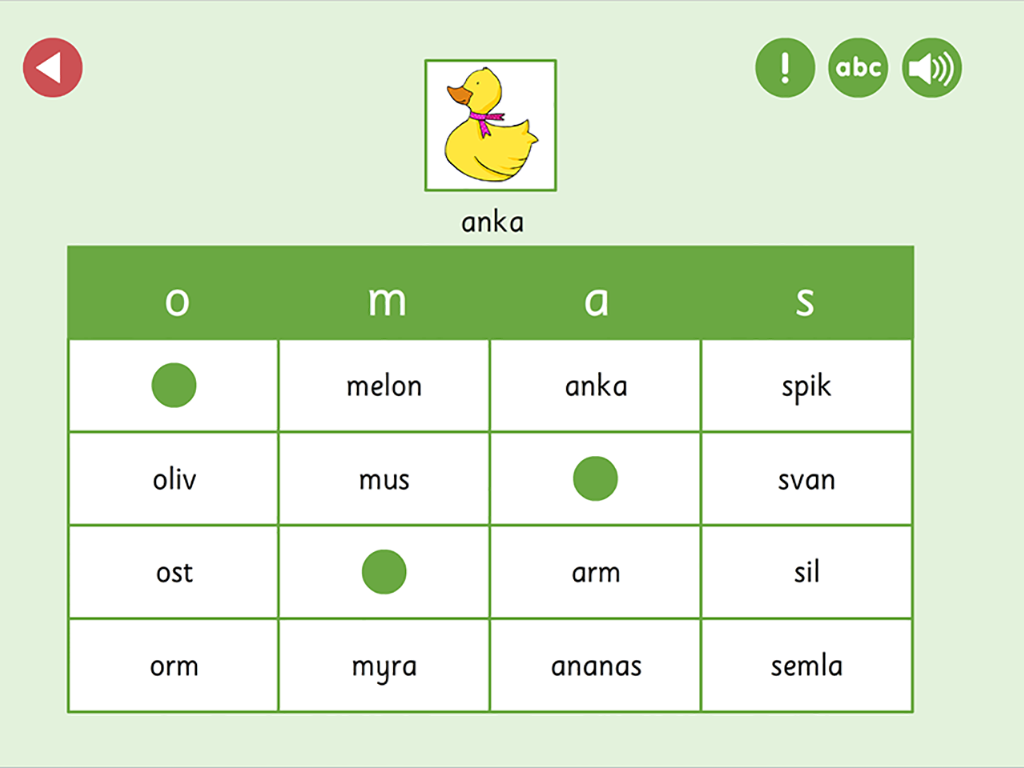 ! abc
anka
o m a s
melon anka spik
oliv mus svan
ost arm sil
orm myra ananas semla